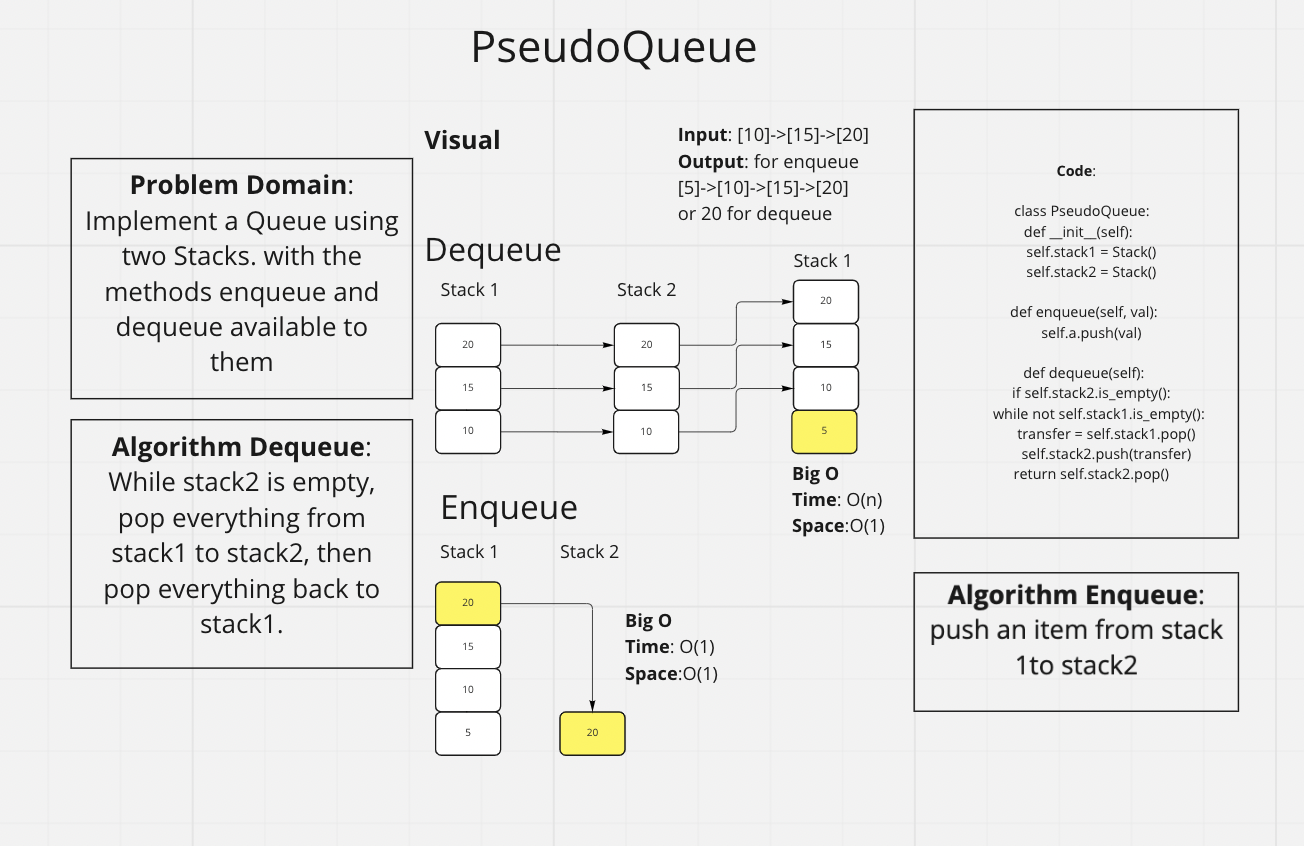 PseudoQueue
Problem Domain:
Implement a Queue using
two Stacks. with the
methods enqueue and
dequeue available to
them
Algorithm Dequeue:
While stack2 is empty,
pop everything from
stack1 to stack2, then
pop everything back to
stack1.
Visual
Input: [10]->[15]->[20]
Output: for enqueue
[5]->[10]->[15]->[20]
or 20 for dequeue
Dequeue
Stack 1
20
15
10
Stack 2
20
15
10
Stack 1
20
15
10
5
Big O
Time: O(n)
Space:O(1)
Enqueue
Stack 1
20
15
10
5
Stack 2
20
Big O
Time: O(1)
Space:O(1)
Code:
class PseudoQueue:
def __init__(self):
self.stack1 = Stack()
self.stack2 = Stack()
def enqueue(self, val):
self.a.push(val)
def dequeue(self):
if self.stack2.is_empty():
while not self.stack1.is_empty():
transfer = self.stack1.pop()
self.stack2.push(transfer)
return self.stack2.pop()
Algorithm Enqueue:
push an item from stack
1to stack2